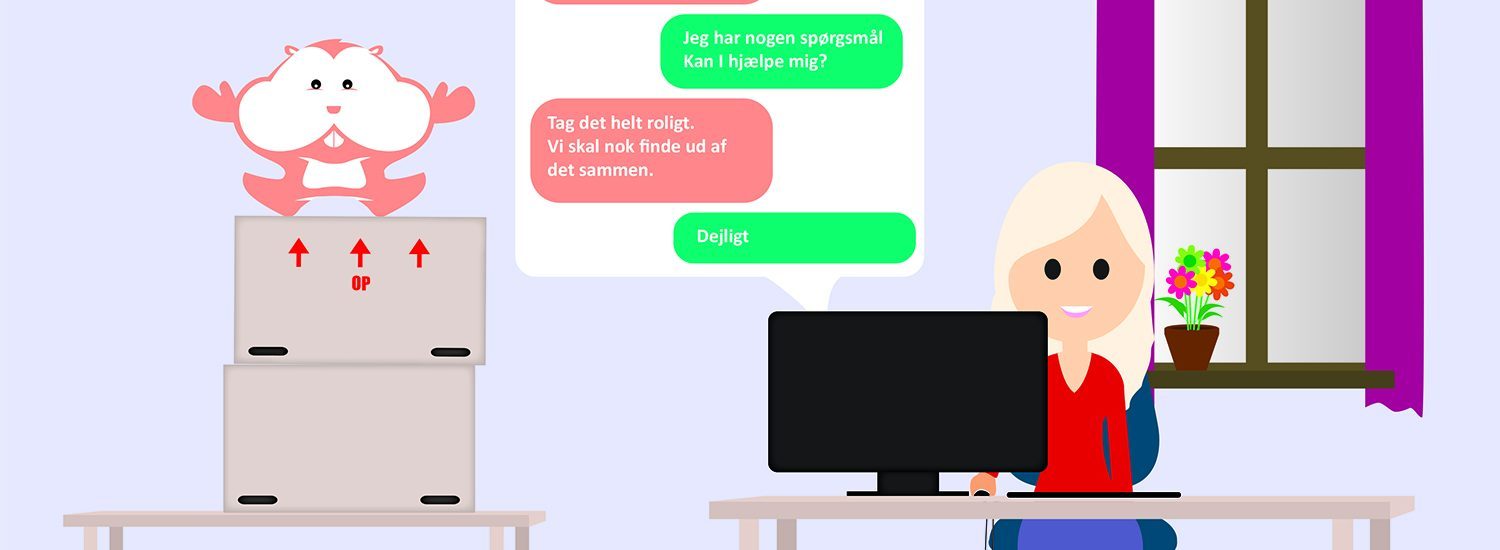 Jeg har nogen spørgsmål
Kan I hjælpe mig?
Tag det helt roligt.
Vi skal nok finde ud af
det sammen.
Dejligt
OP